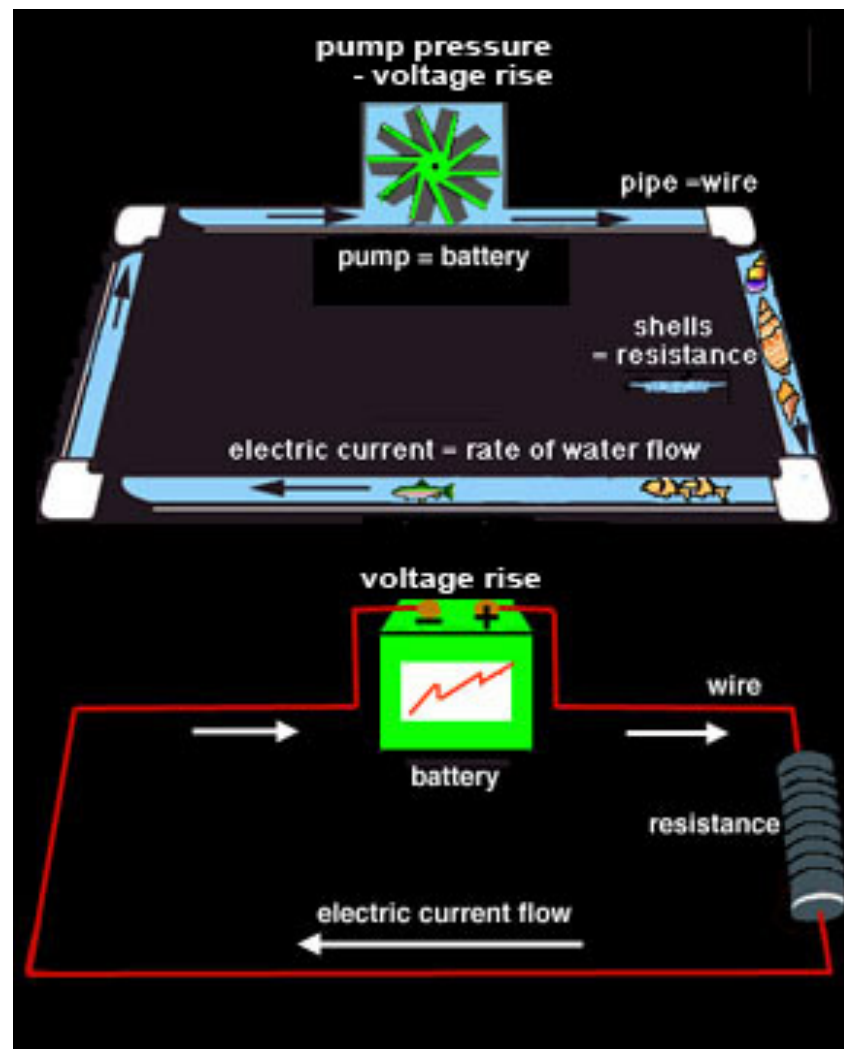 pump pressure
- voltage rise
pipe =wire
pump = battery
shells
= resistance
electric current = rate of water flow
voltage rise
- +
wire
battery
resistance
electric current flow